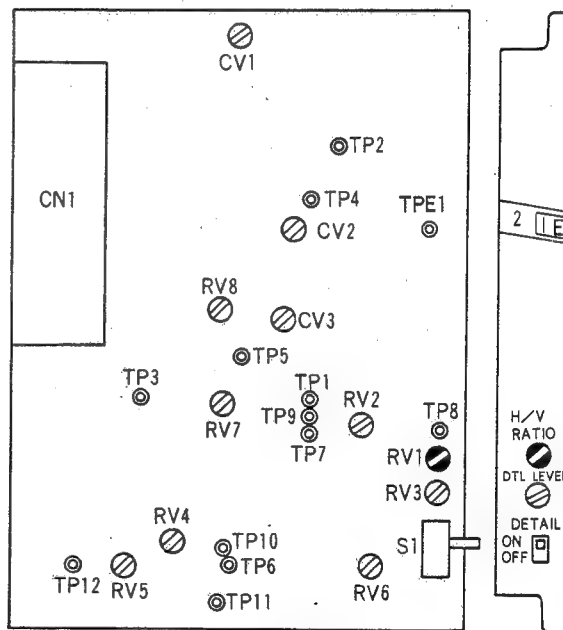 CV1
TP2
CN1
TP4
TPE1
2
CV2
RV8
CV3
TP5
TP3
TP1
TP9
RV2
RV7
TP7
TP8
H/V
RATIO
RV1
DTL LEVEL
RV3
RV4
DETAIL
TP10
S1
ON
OFF
TP6
TP12
RV5
RV6
TP11